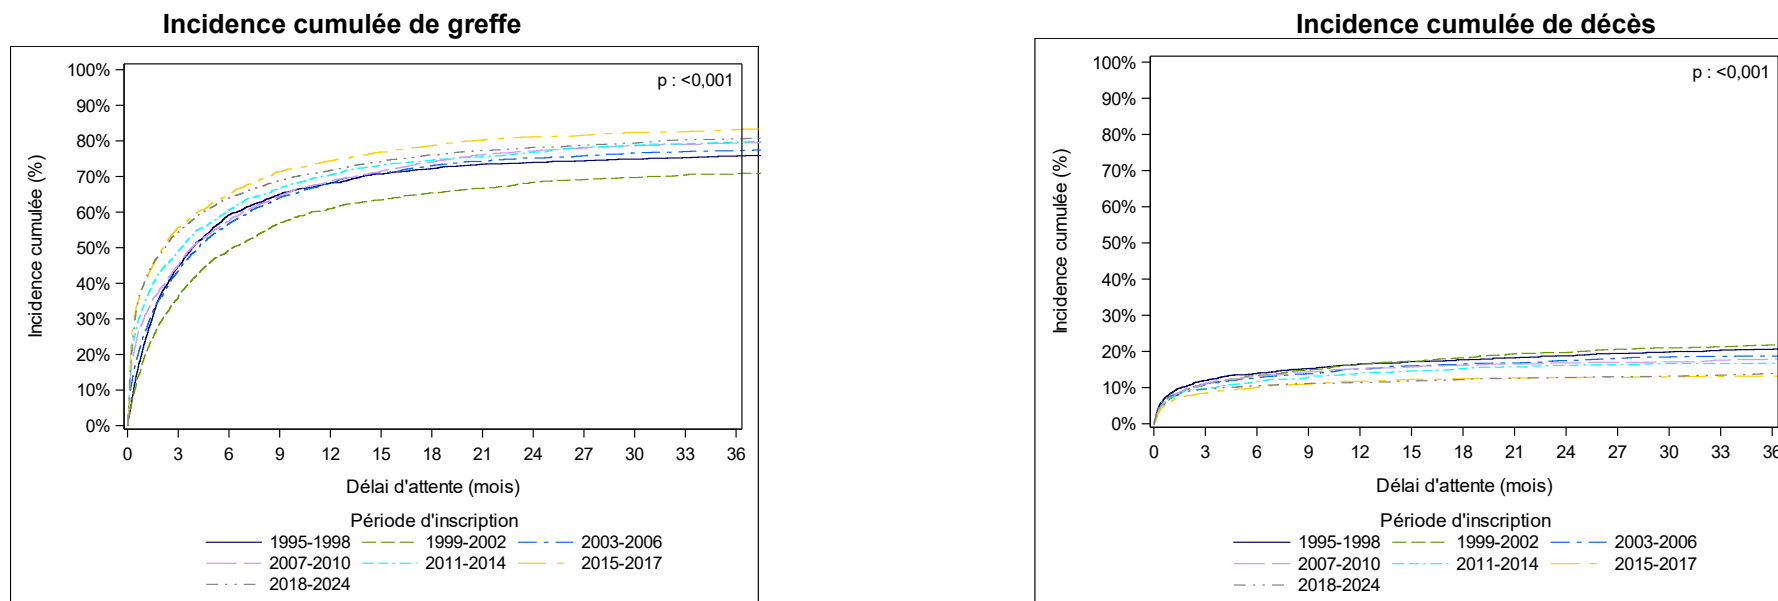 Incidence cumulée de greffe
p : <0,001
100%
90%
80%
70%
60%
50%
40%
30%
20%
10%
0%
Incidence cumulée (%)
0 3 6 9 12 15 18 21 24 27 30 33 36
Délai d'attente (mois)
Période d'inscription
1995-1998 1999-2002 2003-2006
2007-2010 2011-2014 2015-2017
2018-2024
Incidence cumulée de décès
p : <0,001
100%
90%
80%
70%
60%
50%
40%
30%
20%
10%
0%
Incidence cumulée (%)
0 3 6 9 12 15 18 21 24 27 30 33 36
Délai d'attente (mois)
Période d'inscription
1995-1998 1999-2002 2003-2006
2007-2010 2011-2014 2015-2017
2018-2024